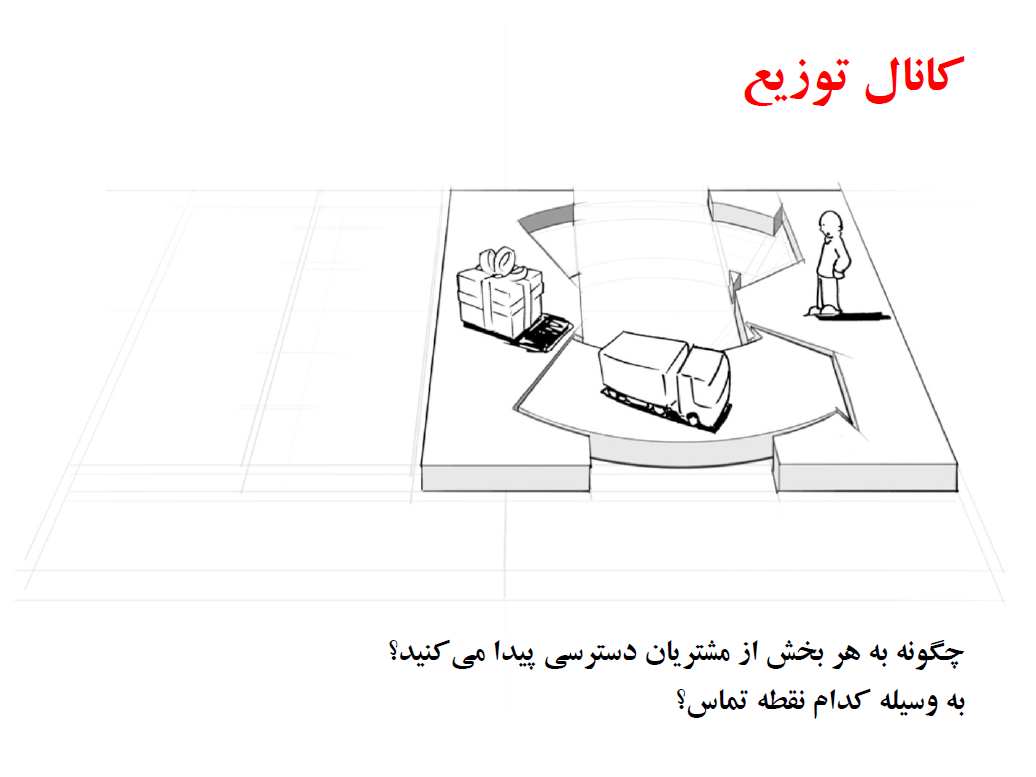 کانال توزیع
چگونه به هر بخش از مشتریان دسترسی پیدا می‌کنید؟
به وسیله کدام نقطه تماس؟